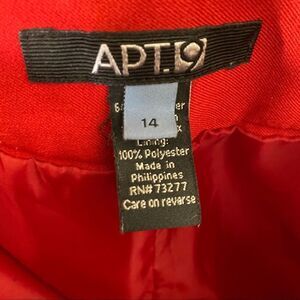 APT.9
14
Lining:
100% Polyester
Made in
Philippines
RN# 73277
Care on reverse